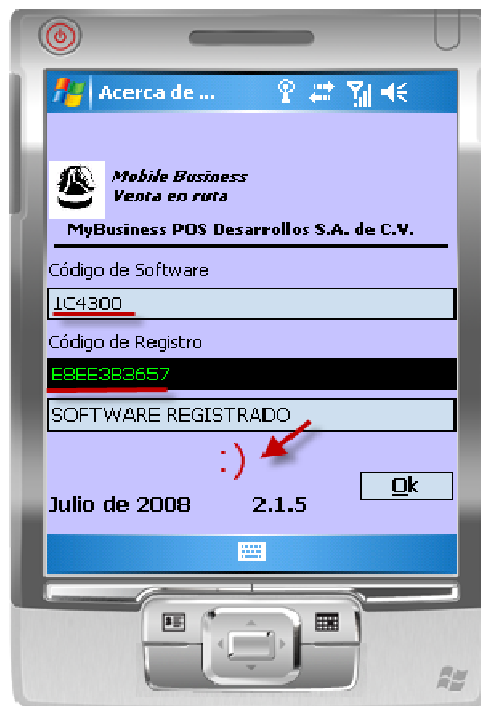 Acerca de ...
Mobile Business
Venta en ruta
MyBusiness POS Desarrollos S.A. de C.V.
Código de Software
1C4300
Código de Registro
E8EE3B3657
SOFTWARE REGISTRADO
:)
Ok
Julio de 2008 2.1.5